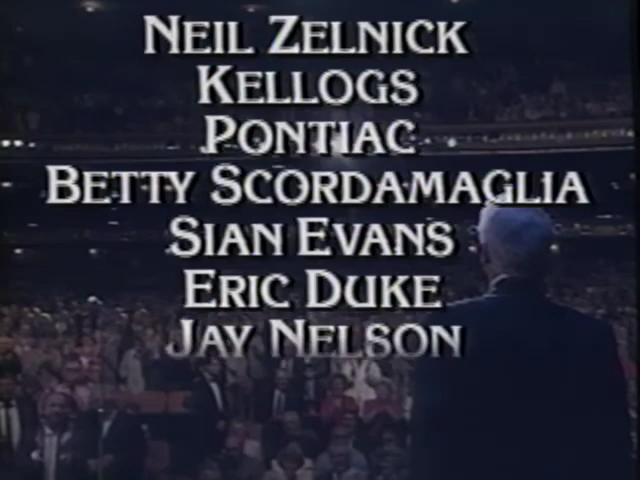 NEIL ZELNICK
KELLOGS
PONTIAC
BETTY SCORDAMAGLIA
SIAN EVANS
ERIC DUKE
JAY NELSON